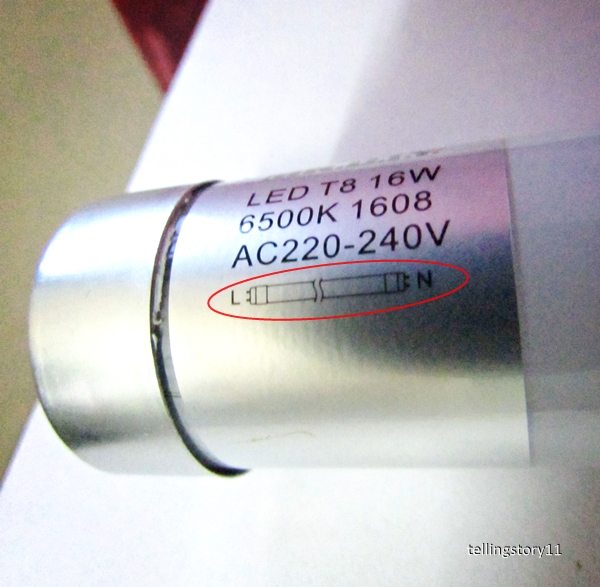 LED T8 16W
6500K 1608
AC220-240V
L N
tellingstory11